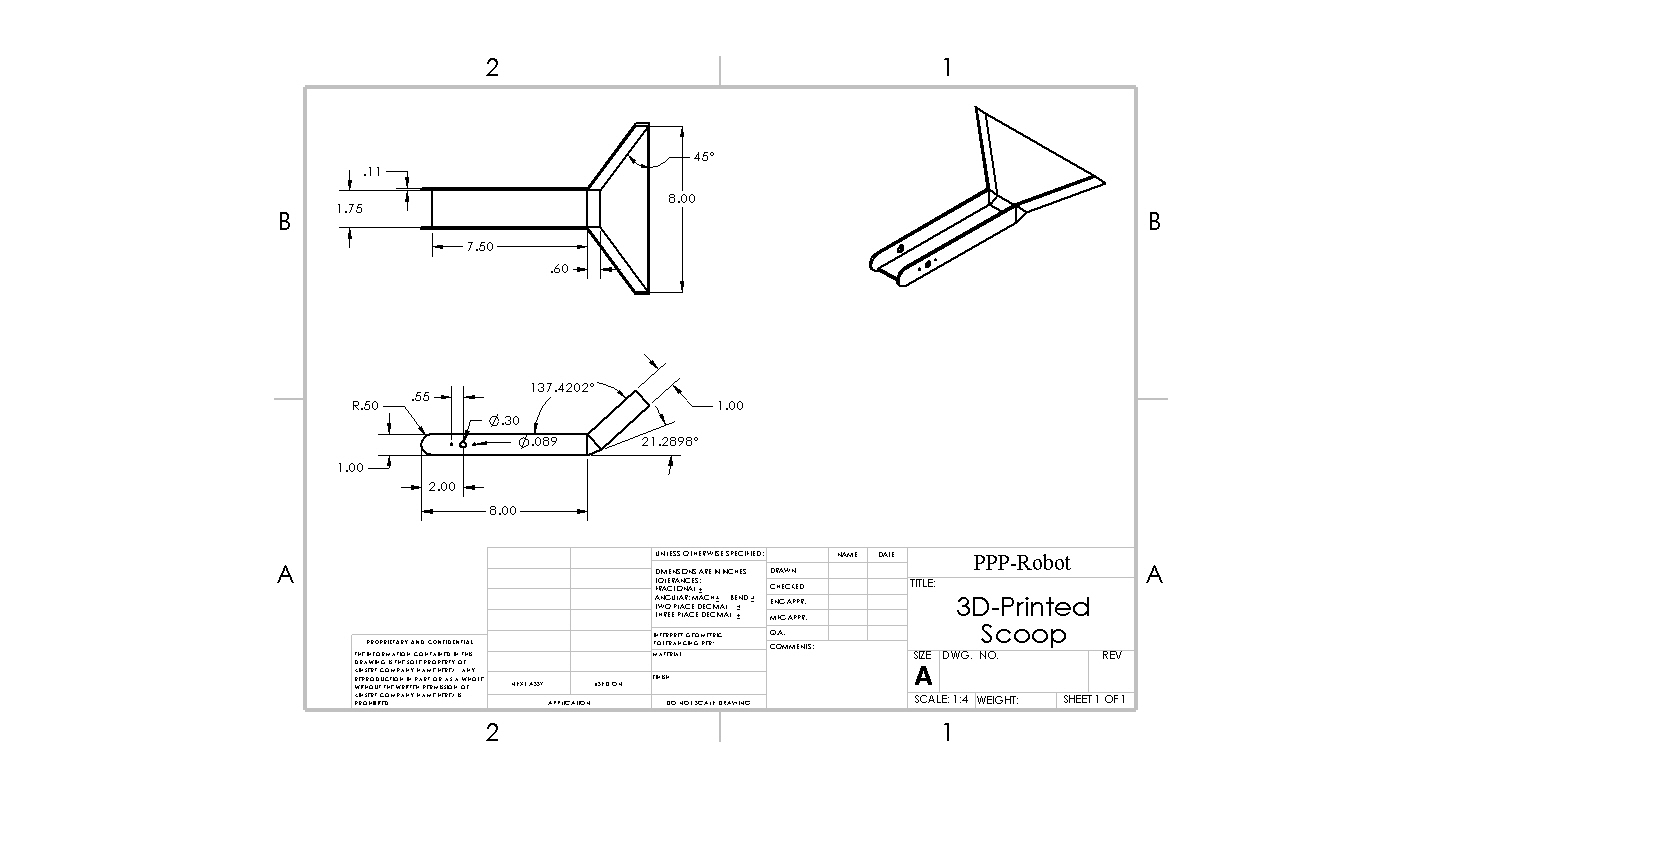 2 1
B B
.11
45°
1.75
8.00
7.50
.60
137.4202°
.55
R.50
1.00
Ø.30
Ø.089
21.2898°
1.00
2.00
8.00
A A
UNLESS OTHERWISE SPECIFIED:
NAME DATE
PPP-Robot
DIMENSIONS ARE IN INCHES
TOLERANCES:
FRACTIONAL ±
ANGULAR: MACH ± BEND ±
TWO PLACE DECIMAL ±
THREE PLACE DECIMAL ±
DRAWN
CHECKED
ENG APPR.
MFG APPR.
Q.A.
COMMENTS:
TITLE:
3D-Printed
Scoop
INTERPRET GEOMETRIC
TOLERANCING PER:
MATERIAL
FINISH
PROPRIETARY AND CONFIDENTIAL
THE INFORMATION CONTAINED IN THIS
DRAWING IS THE SOLE PROPERTY OF
<INSERT COMPANY NAME HERE>. ANY
REPRODUCTION IN PART OR AS A WHOLE
WITHOUT THE WRITTEN PERMISSION OF
<INSERT COMPANY NAME HERE> IS
PROHIBITED.
NEXT ASSY USED ON
APPLICATION DO NOT SCALE DRAWING
SIZE DWG. NO. REV
A
SCALE: 1:4 WEIGHT: SHEET 1 OF 1
2 1